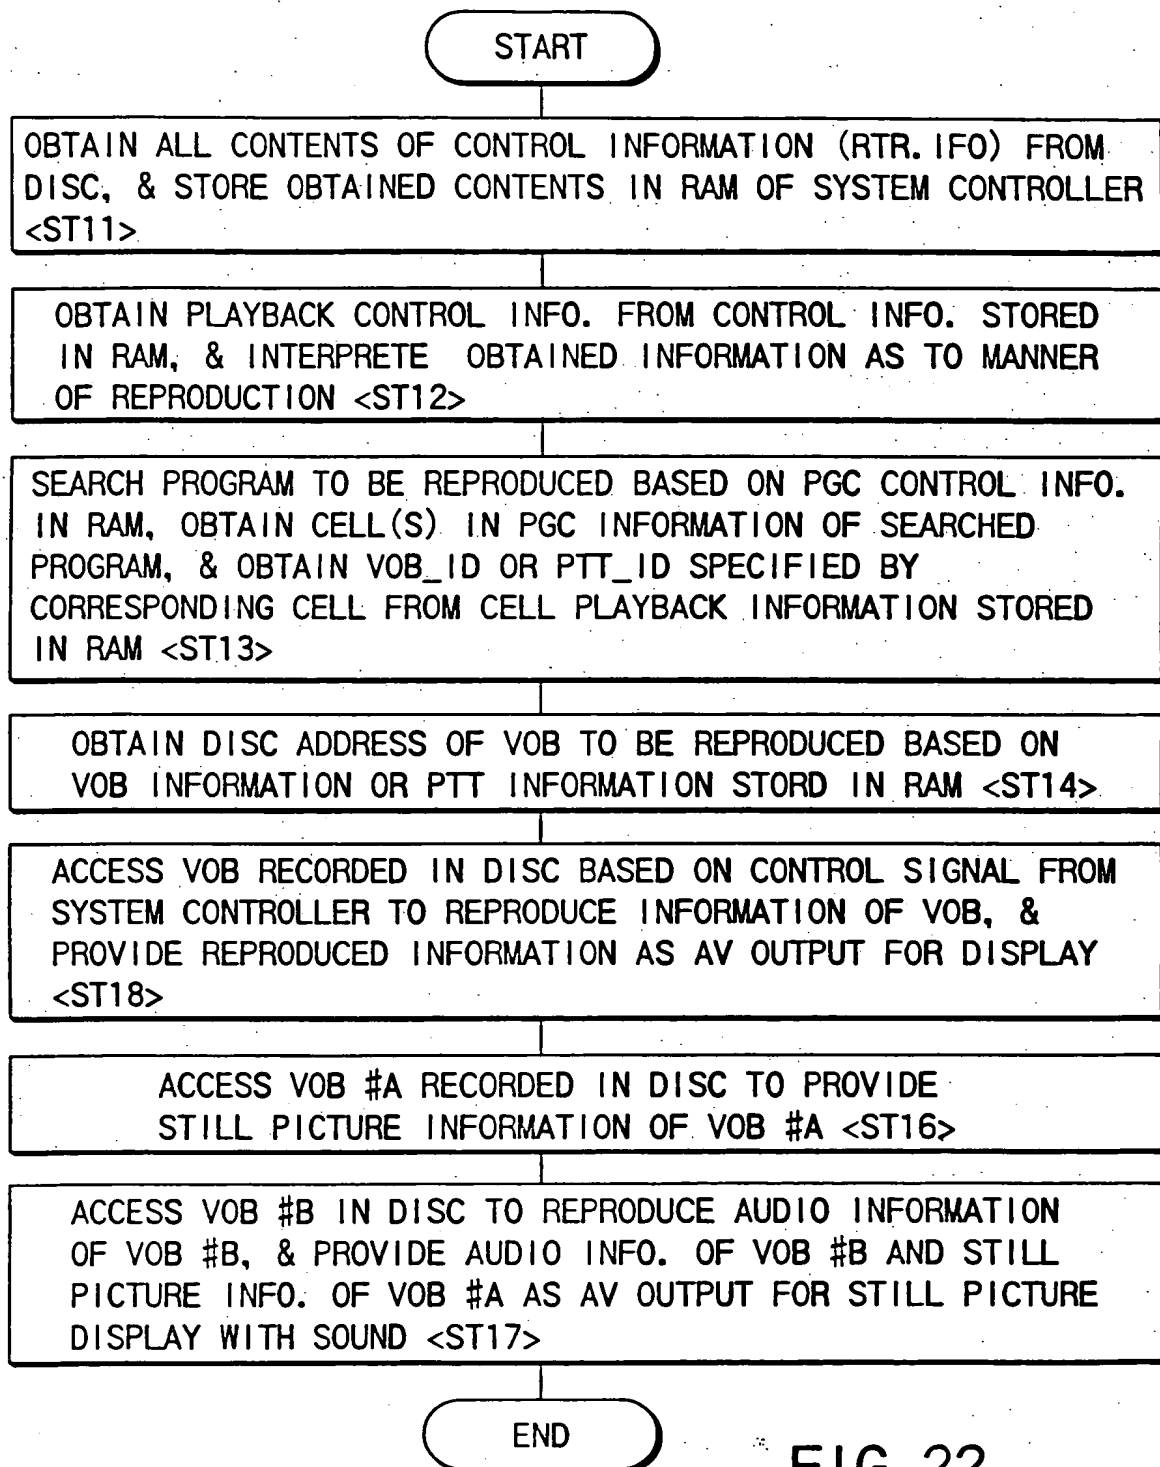 START
OBTAIN ALL CONTENTS OF CONTROL INFORMATION (RTR.IFO) FROM
DISC, & STORE OBTAINED CONTENTS IN RAM OF SYSTEM CONTROLLER
<ST11>
OBTAIN PLAYBACK CONTROL INFO. FROM CONTROL INFO. STORED
IN RAM, & INTERPRETE OBTAINED INFORMATION AS TO MANNER
OF REPRODUCTION <ST12>
SEARCH PROGRAM TO BE REPRODUCED BASED ON PGC CONTROL INFO.
IN RAM, OBTAIN CELL(S) IN PGC INFORMATION OF SEARCHED
PROGRAM, & OBTAIN VOB_ID OR PTT_ID SPECIFIED BY
CORRESPONDING CELL FROM CELL PLAYBACK INFORMATION STORED
IN RAM <ST13>
OBTAIN DISC ADDRESS OF VOB TO BE REPRODUCED BASED ON
VOB INFORMATION OR PTT INFORMATION STORD IN RAM <ST14>
ACCESS VOB RECORDED IN DISC BASED ON CONTROL SIGNAL FROM
SYSTEM CONTROLLER TO REPRODUCE INFORMATION OF VOB, &
PROVIDE REPRODUCED INFORMATION AS AV OUTPUT FOR DISPLAY
<ST18>
ACCESS VOB #A RECORDED IN DISC TO PROVIDE
STILL PICTURE INFORMATION OF VOB #A <ST16>
ACCESS VOB #B IN DISC TO REPRODUCE AUDIO INFORMATION
OF VOB #B, & PROVIDE AUDIO INFO. OF VOB #B AND STILL
PICTURE INFO. OF VOB #A AS AV OUTPUT FOR STILL PICTURE
DISPLAY WITH SOUND <ST17>
END
FIG. 22